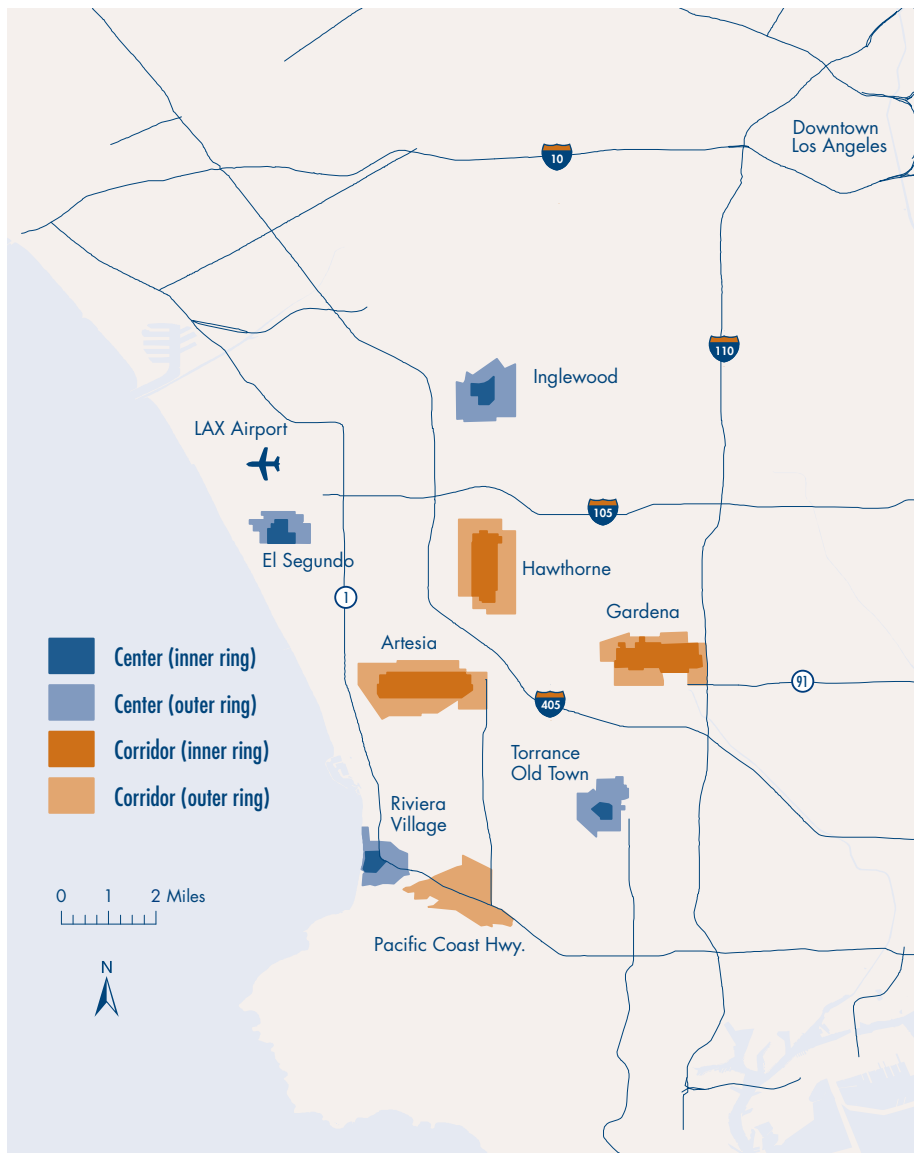 Downtown
Los Angeles
10
110
Inglewood
LAX Airport
105
El Segundo
Hawthorne
1
Gardena
Artesia
Center (inner ring)
91
Center (outer ring)
405
Corridor (inner ring)
Torrance
Old Town
Corridor (outer ring)
Riviera
Village
0 1 2 Miles
Pacific Coast Hwy.
N